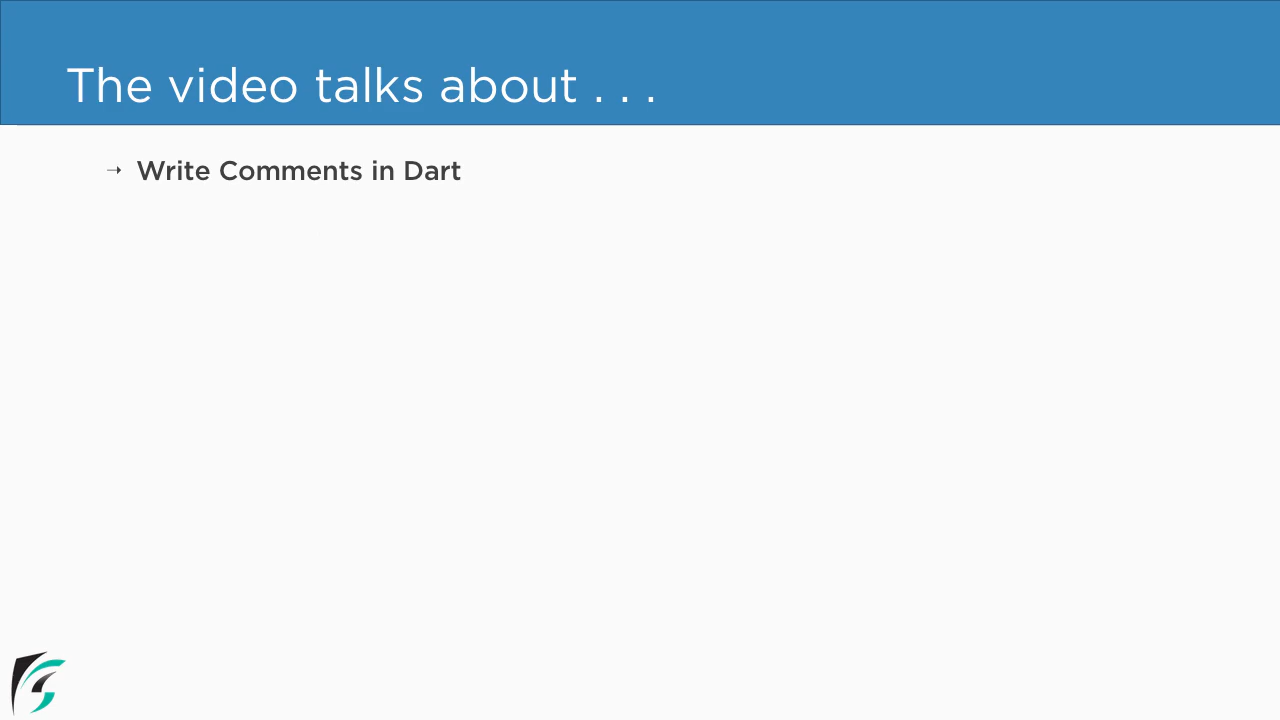 The video talks about . . .
➝ Write Comments in Dart